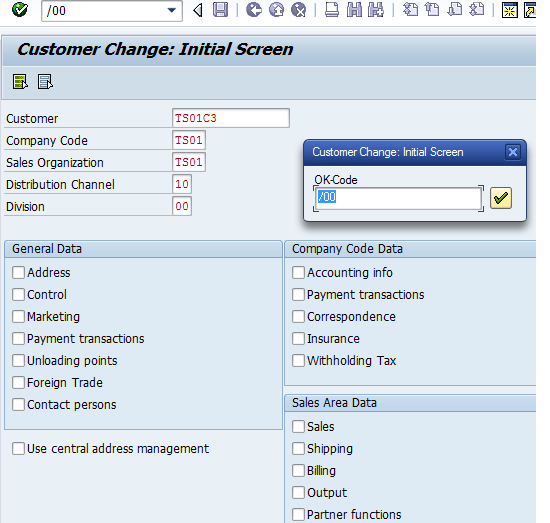 /00
Customer Change: Initial Screen
Customer TS01C3
Company Code TS01
Sales Organization TS01
Distribution Channel 10
Division 00
Customer Change: Initial Screen
OK-Code
/00
General Data
Address
Control
Marketing
Payment transactions
Unloading points
Foreign Trade
Contact persons
Use central address management
Company Code Data
Accounting info
Payment transactions
Correspondence
Insurance
Withholding Tax
Sales Area Data
Sales
Shipping
Billing
Output
Partner functions